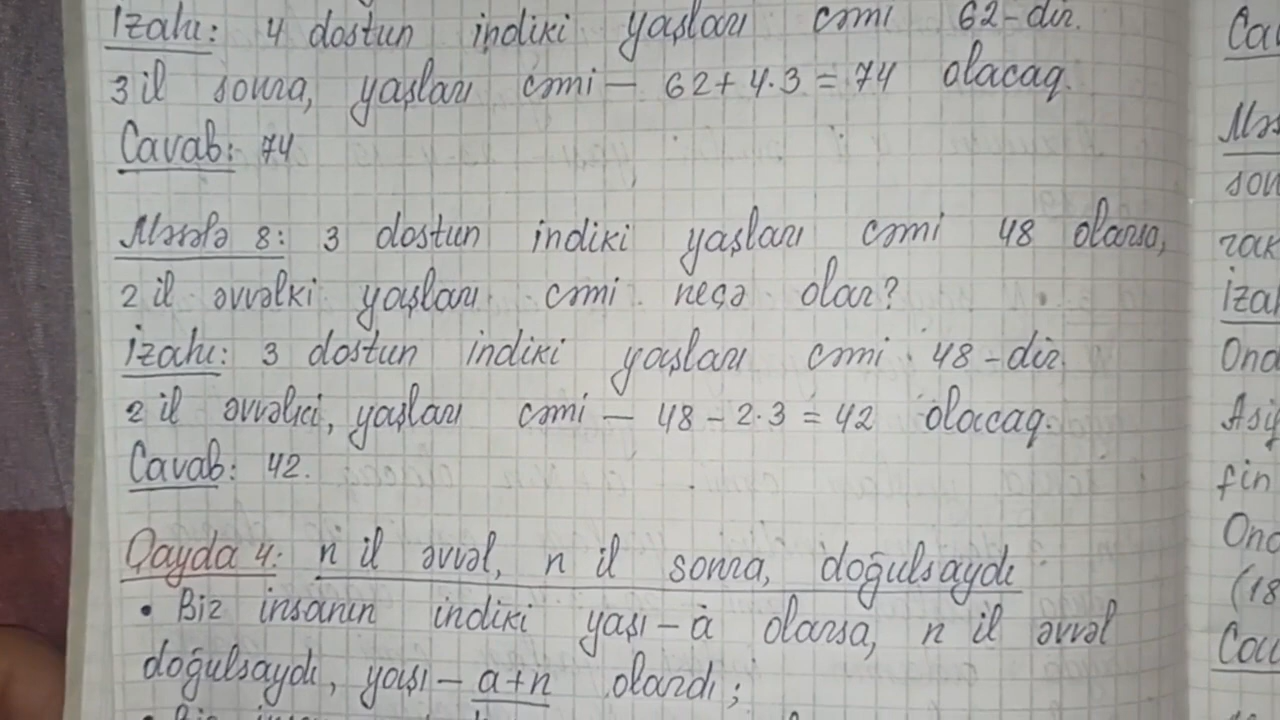 İzahı: 4 dostun indiki yaşları cəmi 62-dir.
3 il sonra, yaşları cəmi – 62+4·3=74 olacaq.
Cavab: 74
Məsələ 8: 3 dostun indiki yaşları cəmi 48 olarsa,
2 il əvvəlki yaşları cəmi neçə olar?
İzahı: 3 dostun indiki yaşları cəmi 48-dir.
2 il əvvəlki, yaşları cəmi – 48-2·3=42 olacaq.
Cavab: 42.
Qayda 4: n il əvvəl, n il sonra, doğulsaydı
• Bir insanın indiki yaşı – a olarsa, n il əvvəl
doğulsaydı, yaşı – a+n olardı;